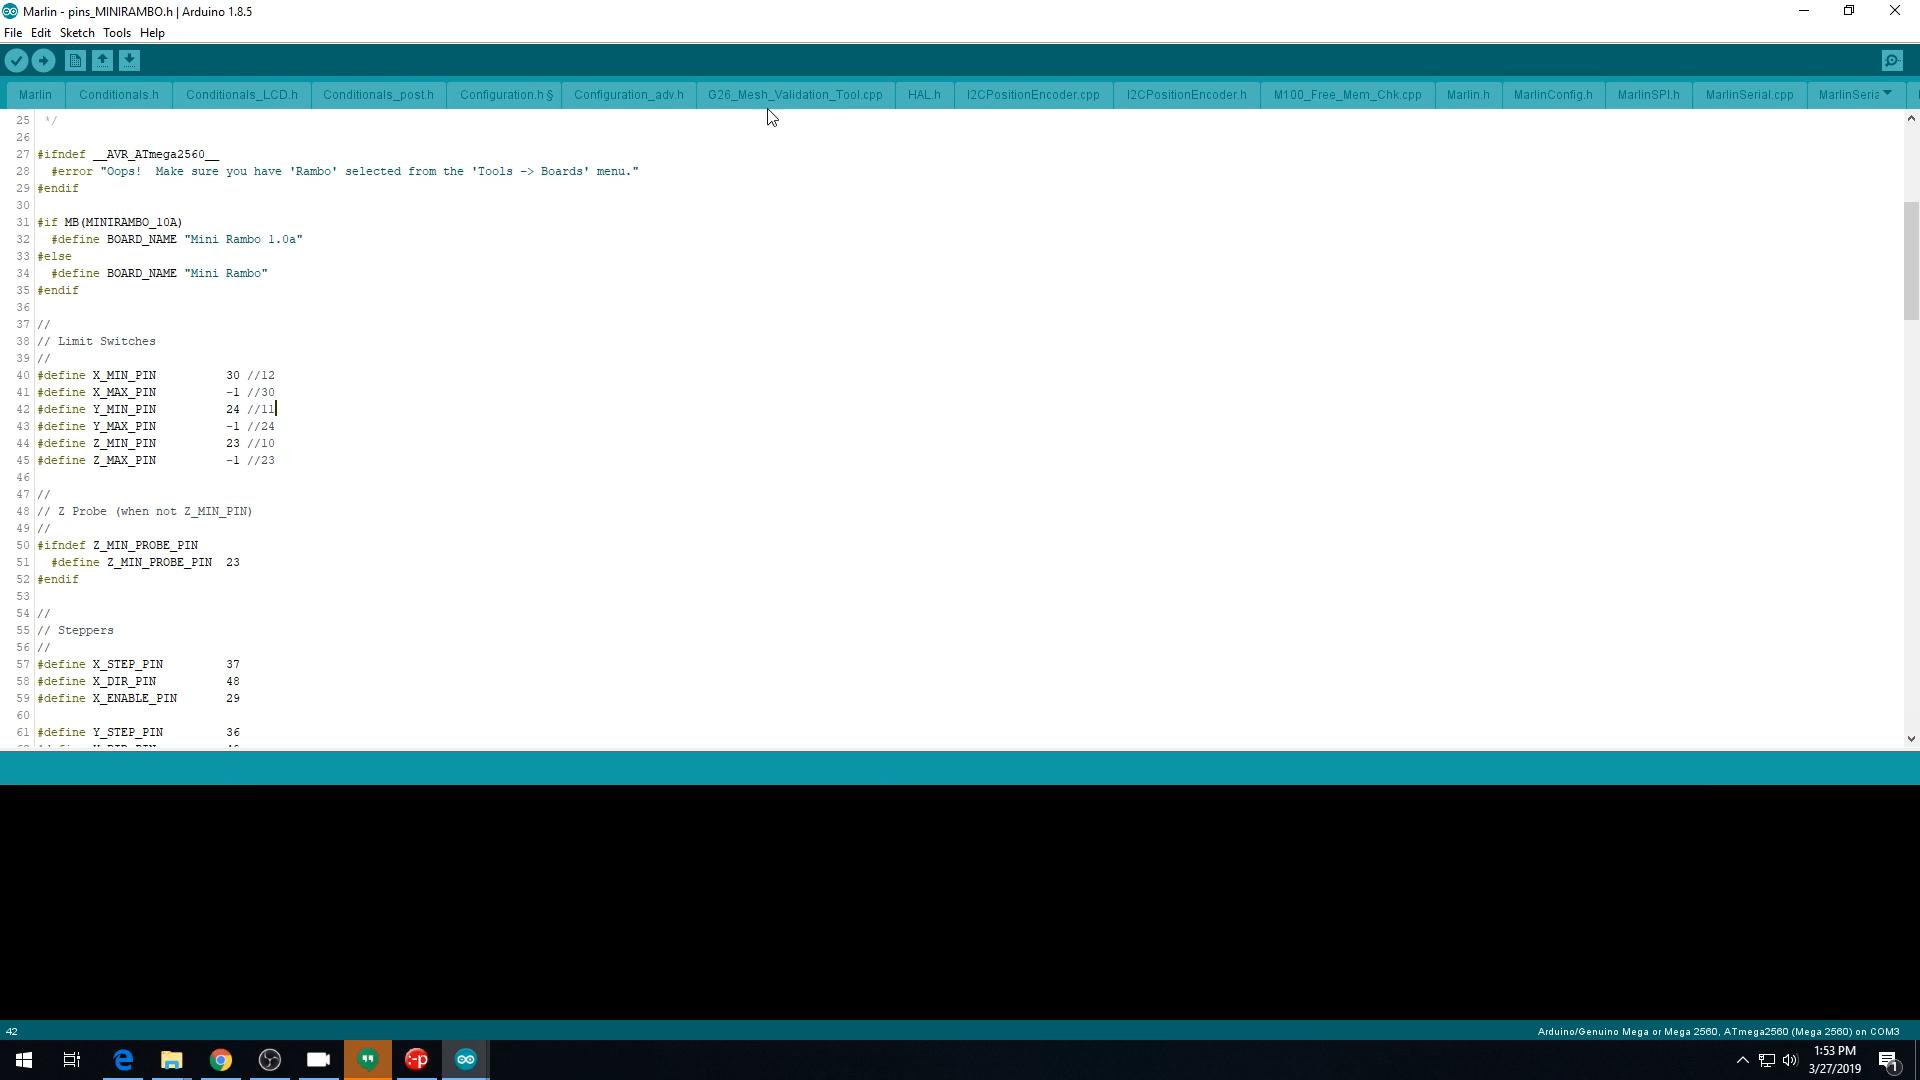 Marlin - pins_MINIRAMBO.h | Arduino 1.8.5
File Edit Sketch Tools Help
Marlin Conditionals.h Conditionals_LCD.h Conditionals_post.h Configuration.h § Configuration_adv.h G26_Mesh_Validation_Tool.cpp HAL.h I2CPositionEncoder.cpp I2CPositionEncoder.h M100_Free_Mem_Chk.cpp Marlin.h MarlinConfig.h MarlinSPI.h MarlinSerial.cpp MarlinSeria
25 */
26
27 #ifndef __AVR_ATmega2560__
28 #error "Oops!  Make sure you have 'Rambo' selected from the 'Tools -> Boards' menu."
29 #endif
30
31 #if MB(MINIRAMBO_10A)
32 #define BOARD_NAME "Mini Rambo 1.0a"
33 #else
34 #define BOARD_NAME "Mini Rambo"
35 #endif
36
37 //
38 // Limit Switches
39 //
40 #define X_MIN_PIN 30 //12
41 #define X_MAX_PIN -1 //30
42 #define Y_MIN_PIN 24 //11
43 #define Y_MAX_PIN -1 //24
44 #define Z_MIN_PIN 23 //10
45 #define Z_MAX_PIN -1 //23
46
47 //
48 // Z Probe (when not Z_MIN_PIN)
49 //
50 #ifndef Z_MIN_PROBE_PIN
51 #define Z_MIN_PROBE_PIN 23
52 #endif
53
54 //
55 // Steppers
56 //
57 #define X_STEP_PIN 37
58 #define X_DIR_PIN 48
59 #define X_ENABLE_PIN 29
60
61 #define Y_STEP_PIN 36
42
Arduino/Genuino Mega or Mega 2560, ATmega2560 (Mega 2560) on COM3
1:53 PM
3/27/2019
1